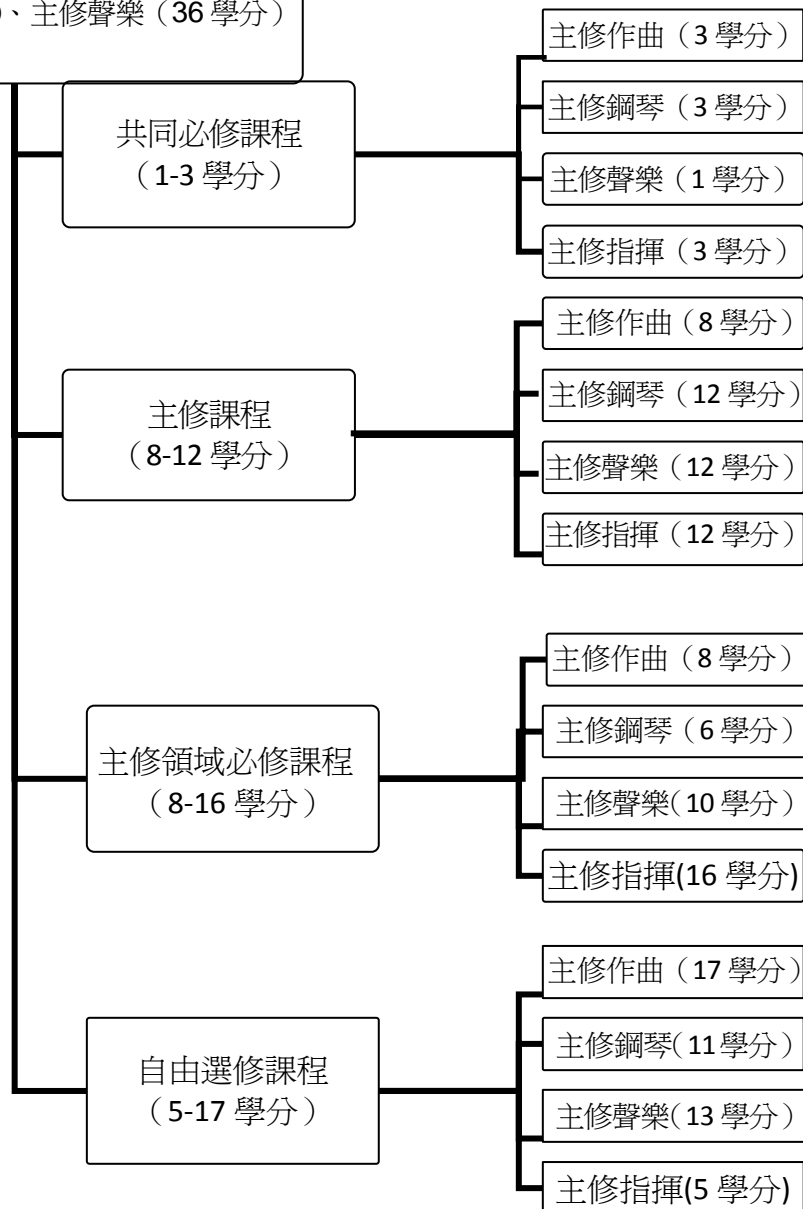 、主修聲樂（36 學分）
共同必修課程
（1-3 學分）
主修作曲（3 學分）
主修鋼琴（3 學分）
主修聲樂（1 學分）
主修指揮（3 學分）
主修課程
（8-12 學分）
主修作曲（8 學分）
主修鋼琴（12 學分）
主修聲樂（12 學分）
主修指揮（12 學分）
主修領域必修課程
（8-16 學分）
主修作曲（8 學分）
主修鋼琴（6 學分）
主修聲樂(10 學分）
主修指揮(16 學分)
自由選修課程
（5-17 學分）
主修作曲（17 學分）
主修鋼琴(11 學分）
主修聲樂(13 學分）
主修指揮(5 學分)